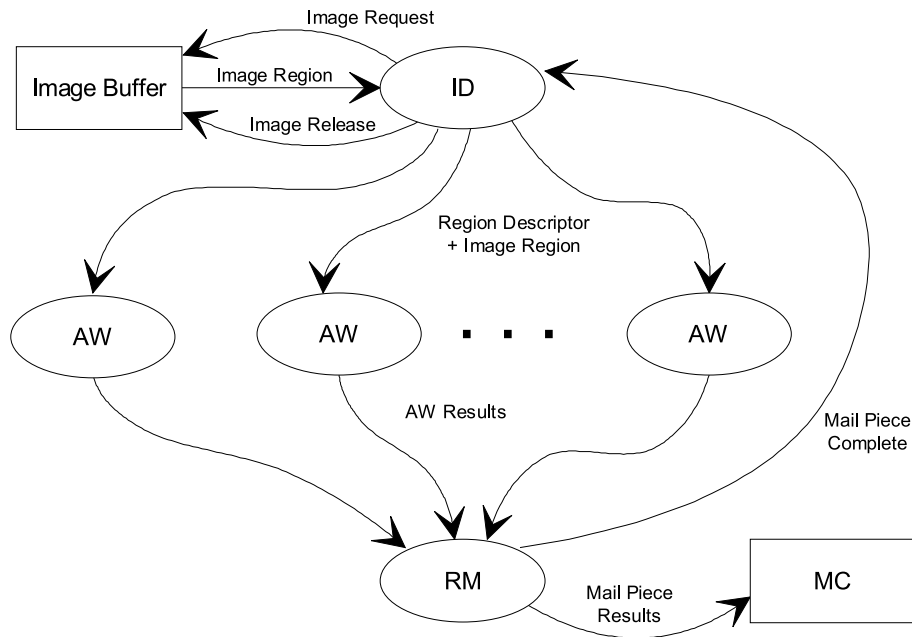 Image Request
Image Buffer
Image Region
ID
Image Release
Region Descriptor
+ Image Region
AW
AW
AW
AW Results
Mail Piece
Complete
RM
Mail Piece
Results
MC